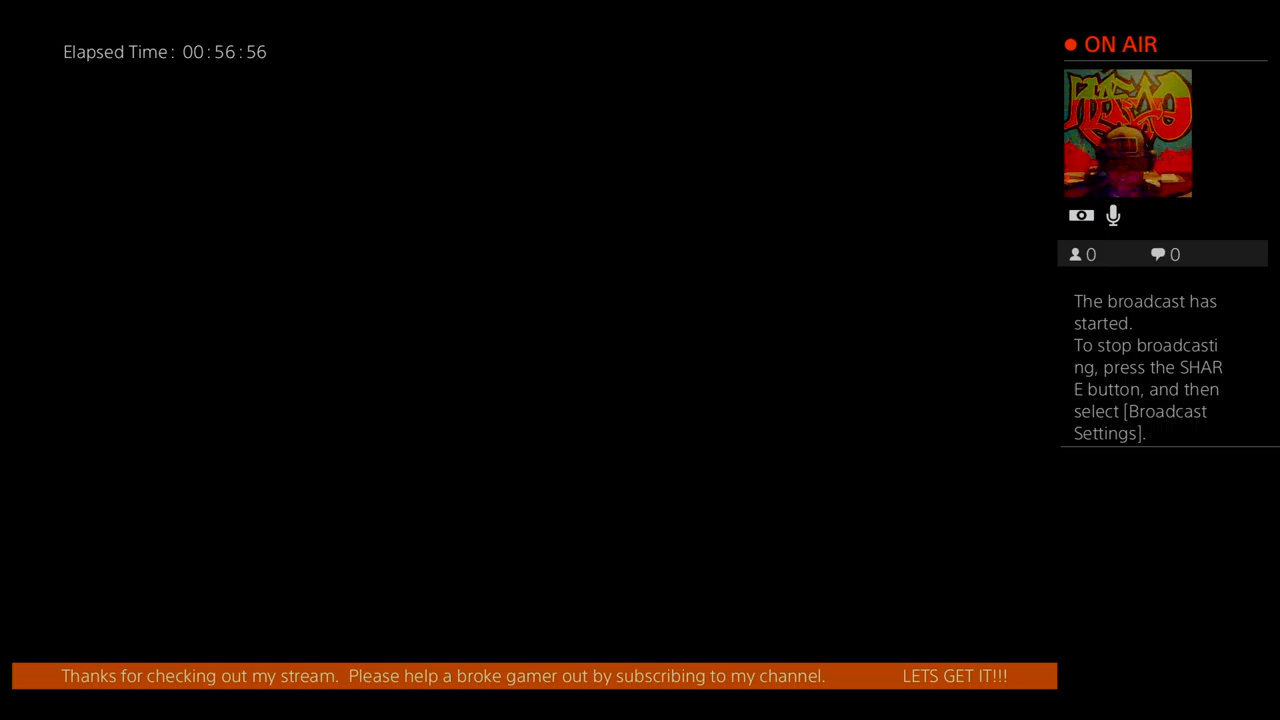 Elapsed Time: 00:56:56
ON AIR
0 0
The broadcast has
started.
To stop broadcasti
ng, press the SHAR
E button, and then
select [Broadcast
Settings].
Thanks for checking out my stream. Please help a broke gamer out by subscribing to my channel. LETS GET IT!!!